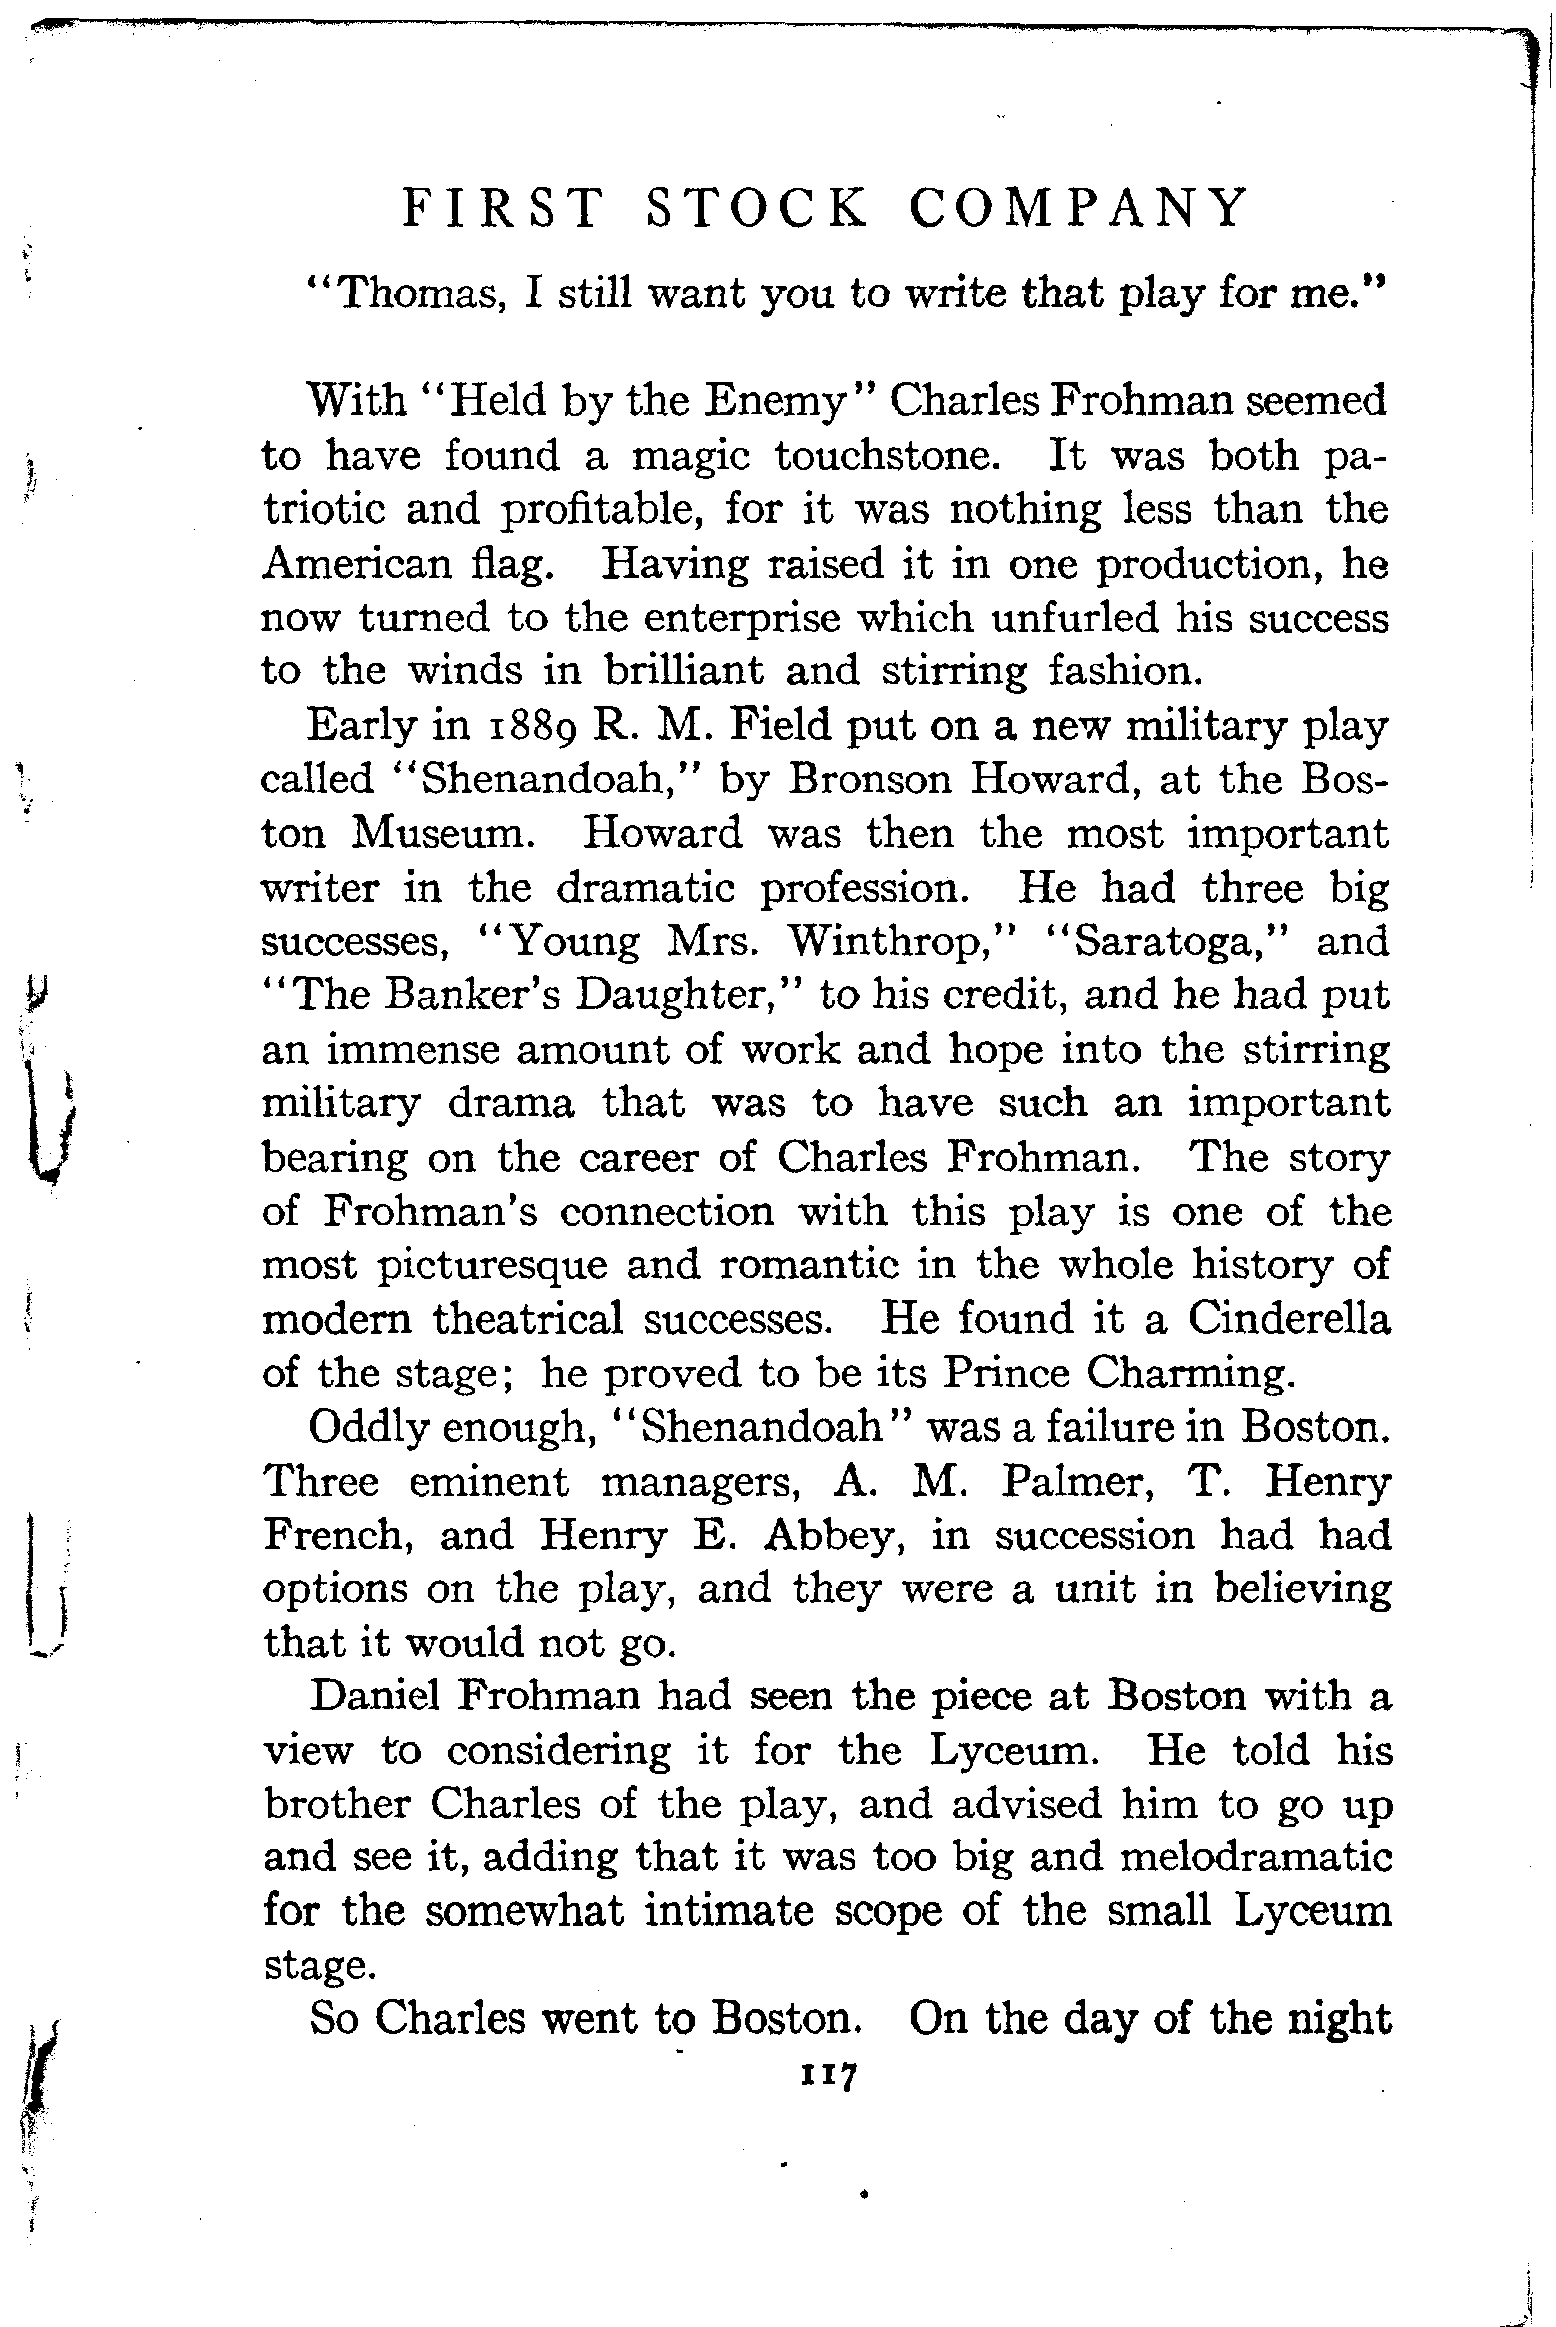 FIRST STOCK COMPANY
"Thomas, I still want you to write that play for me."
With "Held by the Enemy" Charles Frohman seemed
to have found a magic touchstone. It was both pa-
triotic and profitable, for it was nothing less than the
American flag. Having raised it in one production, he
now turned to the enterprise which unfurled his success
to the winds in brilliant and stirring fashion.
Early in 1889 R. M. Field put on a new military play
called "Shenandoah," by Bronson Howard, at the Bos-
ton Museum. Howard was then the most important
writer in the dramatic profession. He had three big
successes, "Young Mrs. Winthrop," "Saratoga," and
"The Banker's Daughter," to his credit, and he had put
an immense amount of work and hope into the stirring
military drama that was to have such an important
bearing on the career of Charles Frohman. The story
of Frohman's connection with this play is one of the
most picturesque and romantic in the whole history of
modern theatrical successes. He found it a Cinderella
of the stage; he proved to be its Prince Charming.
Oddly enough, "Shenandoah" was a failure in Boston.
Three eminent managers, A. M. Palmer, T. Henry
French, and Henry E. Abbey, in succession had had
options on the play, and they were a unit in believing
that it would not go.
Daniel Frohman had seen the piece at Boston with a
view to considering it for the Lyceum. He told his
brother Charles of the play, and advised him to go up
and see it, adding that it was too big and melodramatic
for the somewhat intimate scope of the small Lyceum
stage.
So Charles went to Boston. On the day of the night
117